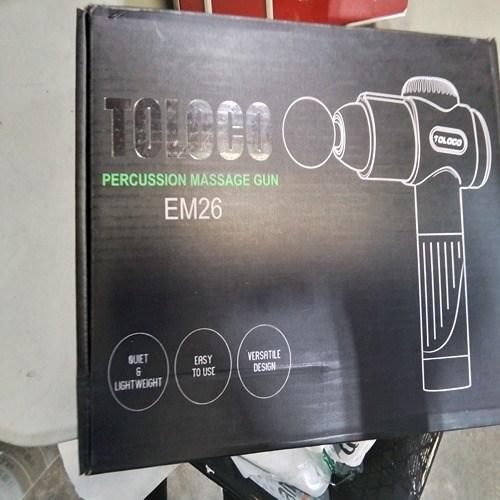 TOLOCO
PERCUSSION MASSAGE GUN
EM26
TOLOCO
QUIET
&
LIGHTWEIGHT
EASY
TO USE
VERSATILE
DESIGN